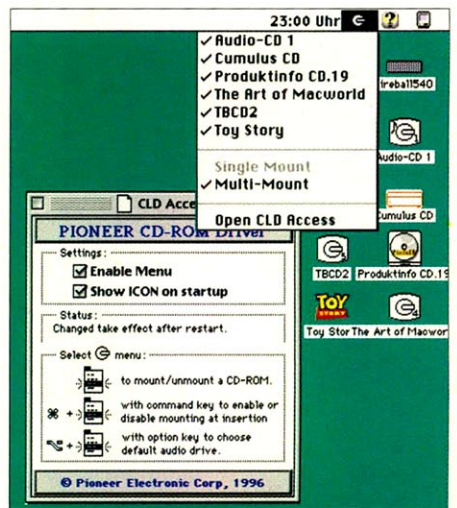 23:00 Uhr
✓Audio-CD 1
✓Cumulus CD
✓Produktinfo CD.19
✓The Art of Macworld
✓TBCD2
✓Toy Story
Single Mount
✓Multi-Mount
Open CLD Access
ireball540
Audio-CD 1
Cumulus CD
TBCD2
Produktinfo CD.19
TOY STORY
Toy Stor
The Art of Macwor
CLD Acce
PIONEER CD-ROM Driver
Settings:
Enable Menu
Show ICON on startup
Status:
Changed take effect after restart.
Select menu:
to mount/unmount a CD-ROM.
⌘ + with command key to enable or
disable mounting at insertion
⌥ + with option key to choose
default audio drive.
© Pioneer Electronic Corp, 1996